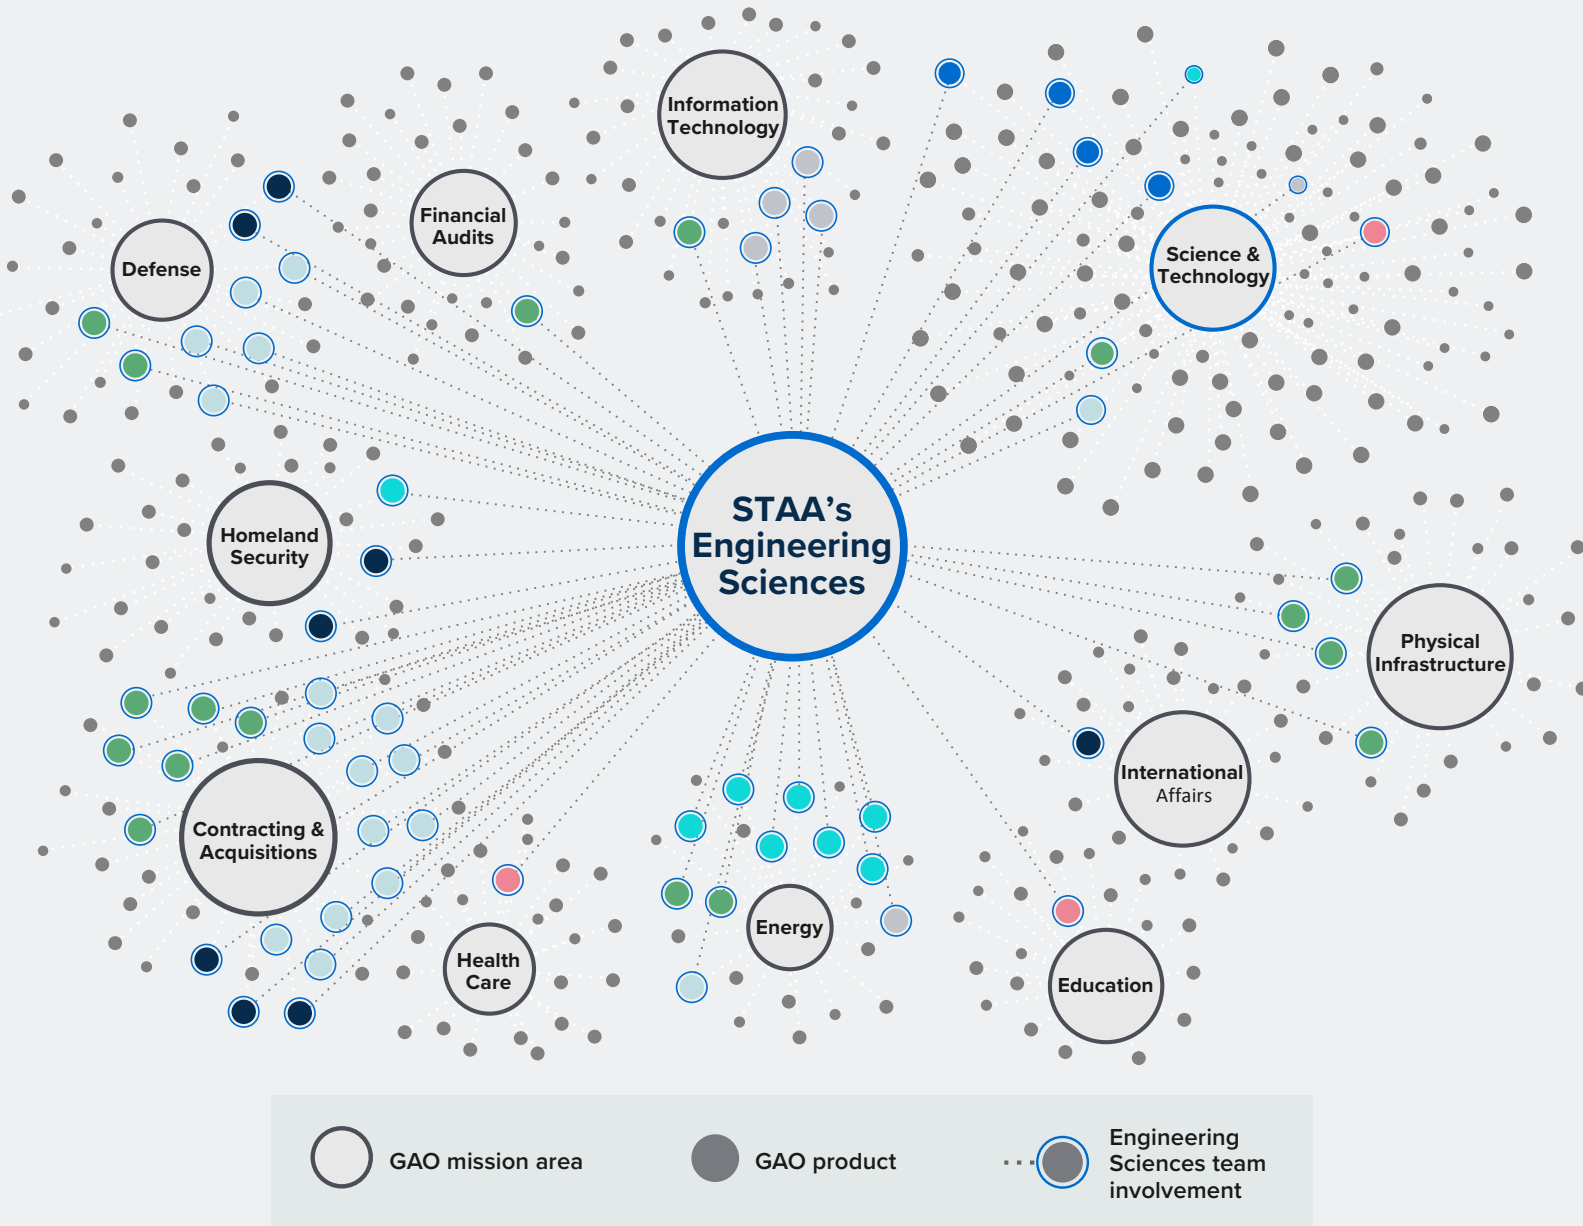 Information
Technology
Financial
Audits
Defense
Science &
Technology
STAA's
Engineering
Sciences
Homeland
Security
Physical
Infrastructure
International
Affairs
Contracting &
Acquisitions
Energy
Health
Care
Education
GAO mission area
GAO product
Engineering
Sciences team
involvement